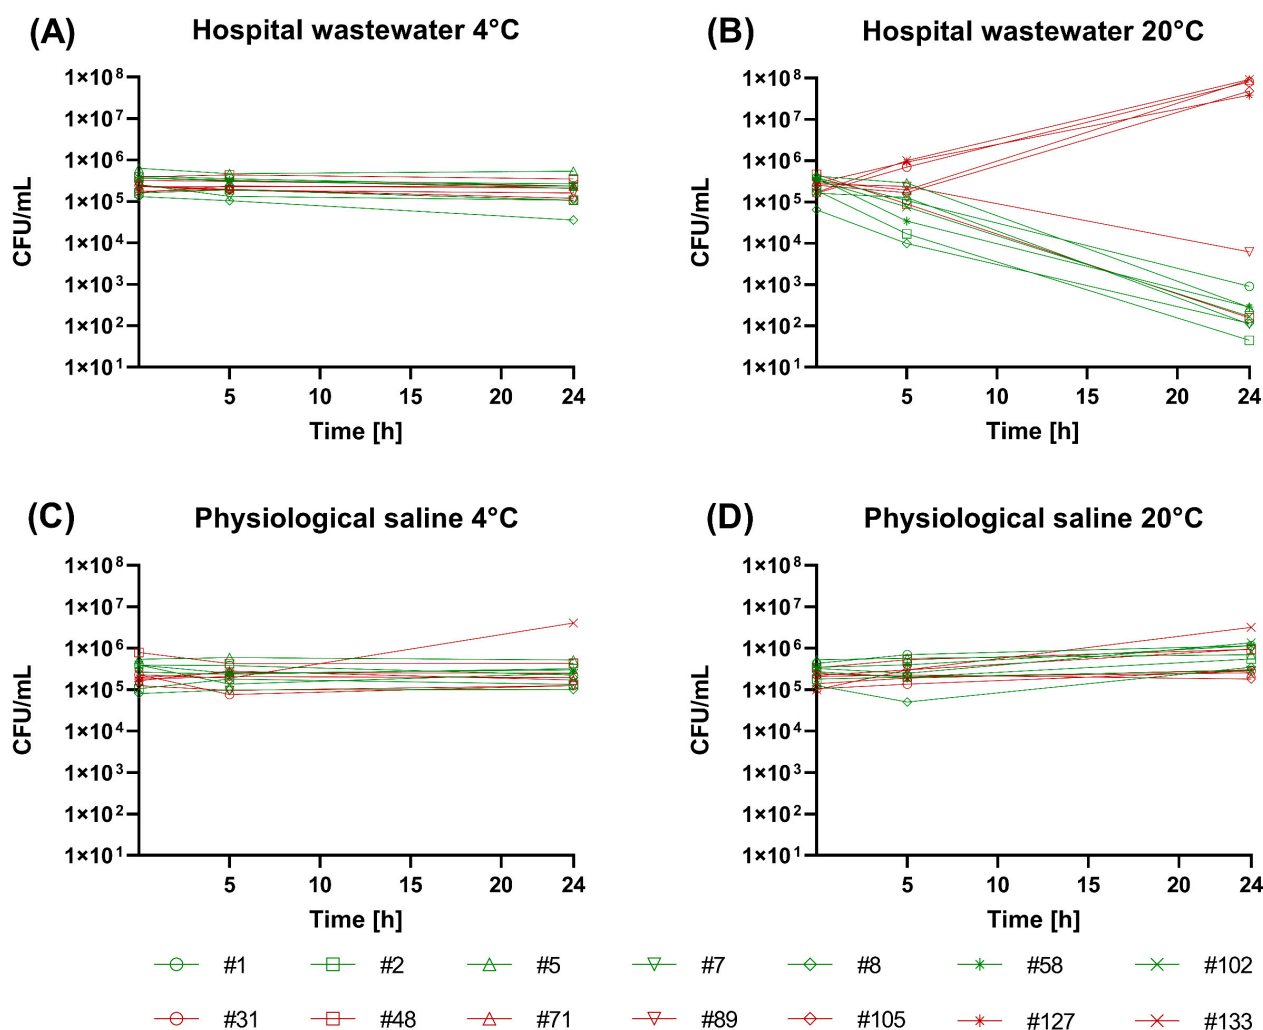 (A) Hospital wastewater 4°C
CFU/mL
1×10⁸
1×10⁷
1×10⁶
1×10⁵
1×10⁴
1×10³
1×10²
1×10¹
5 10 15 20 24
Time [h]
(B) Hospital wastewater 20°C
CFU/mL
1×10⁸
1×10⁷
1×10⁶
1×10⁵
1×10⁴
1×10³
1×10²
1×10¹
5 10 15 20 24
Time [h]
(C) Physiological saline 4°C
CFU/mL
1×10⁸
1×10⁷
1×10⁶
1×10⁵
1×10⁴
1×10³
1×10²
1×10¹
5 10 15 20 24
Time [h]
(D) Physiological saline 20°C
CFU/mL
1×10⁸
1×10⁷
1×10⁶
1×10⁵
1×10⁴
1×10³
1×10²
1×10¹
5 10 15 20 24
Time [h]
#1 #2 #5 #7 #8 #58 #102
#31 #48 #71 #89 #105 #127 #133